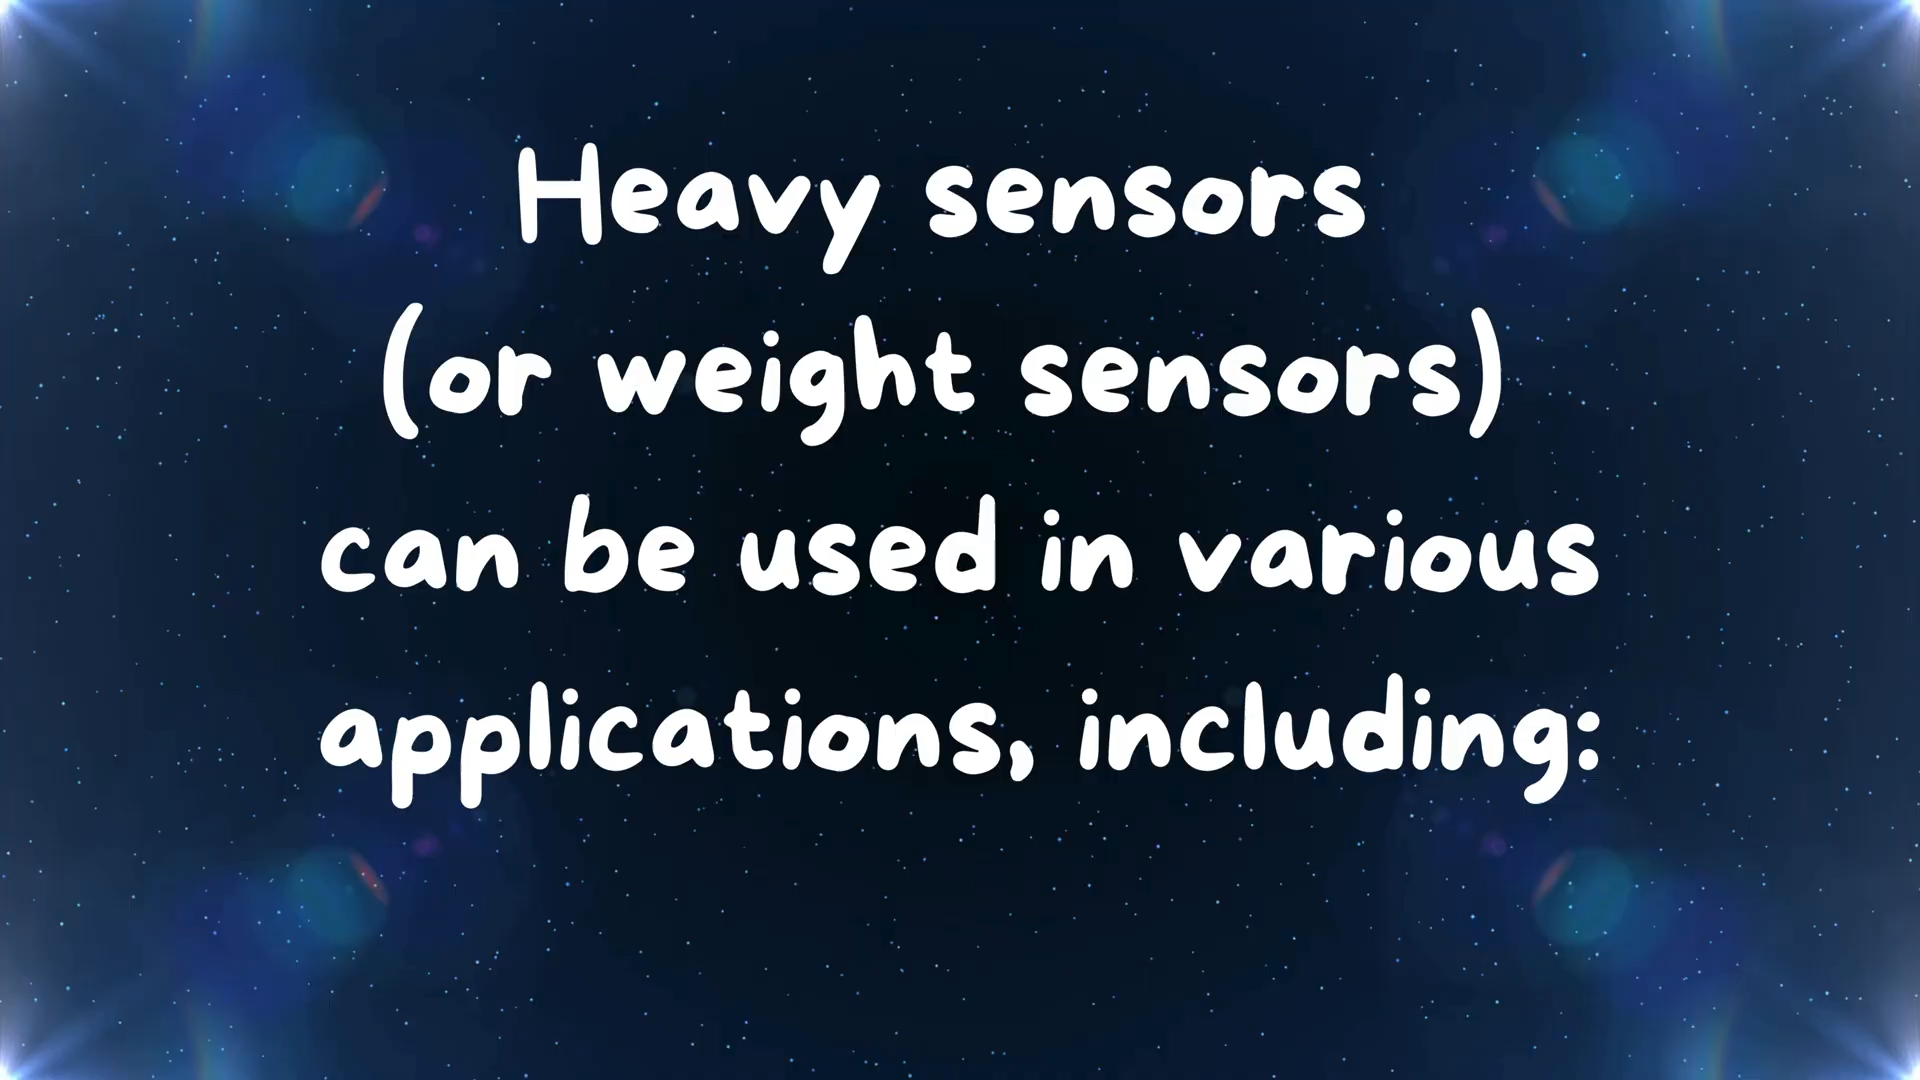 Heavy sensors
(or weight sensors)
can be used in various
applications, including: